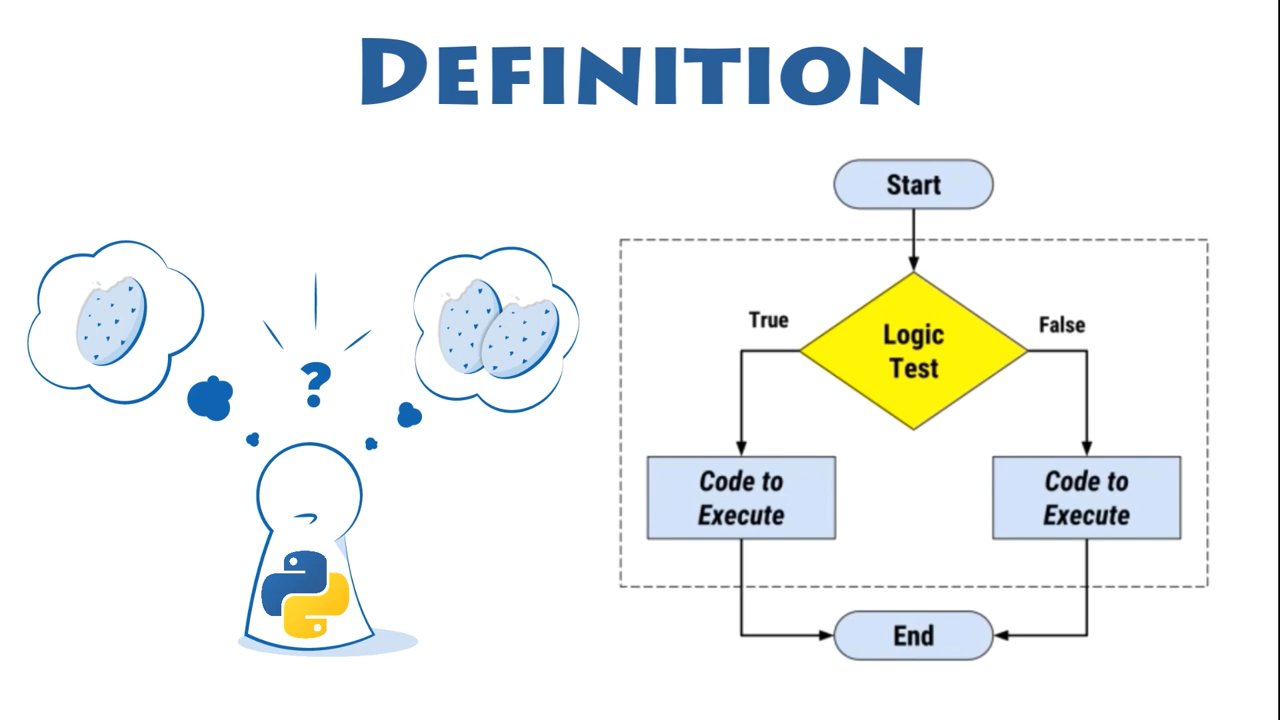 DEFINITION
?
Start
True
False
Logic
Test
Code to
Execute
Code to
Execute
End